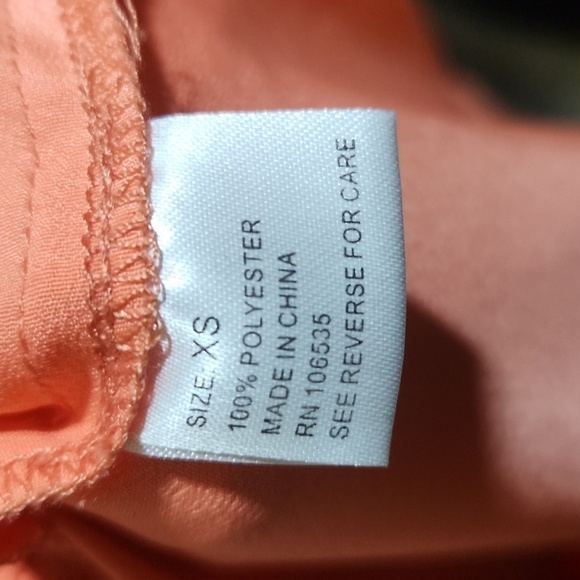 SIZE: XS
100% POLYESTER
MADE IN CHINA
RN 106535
SEE REVERSE FOR CARE